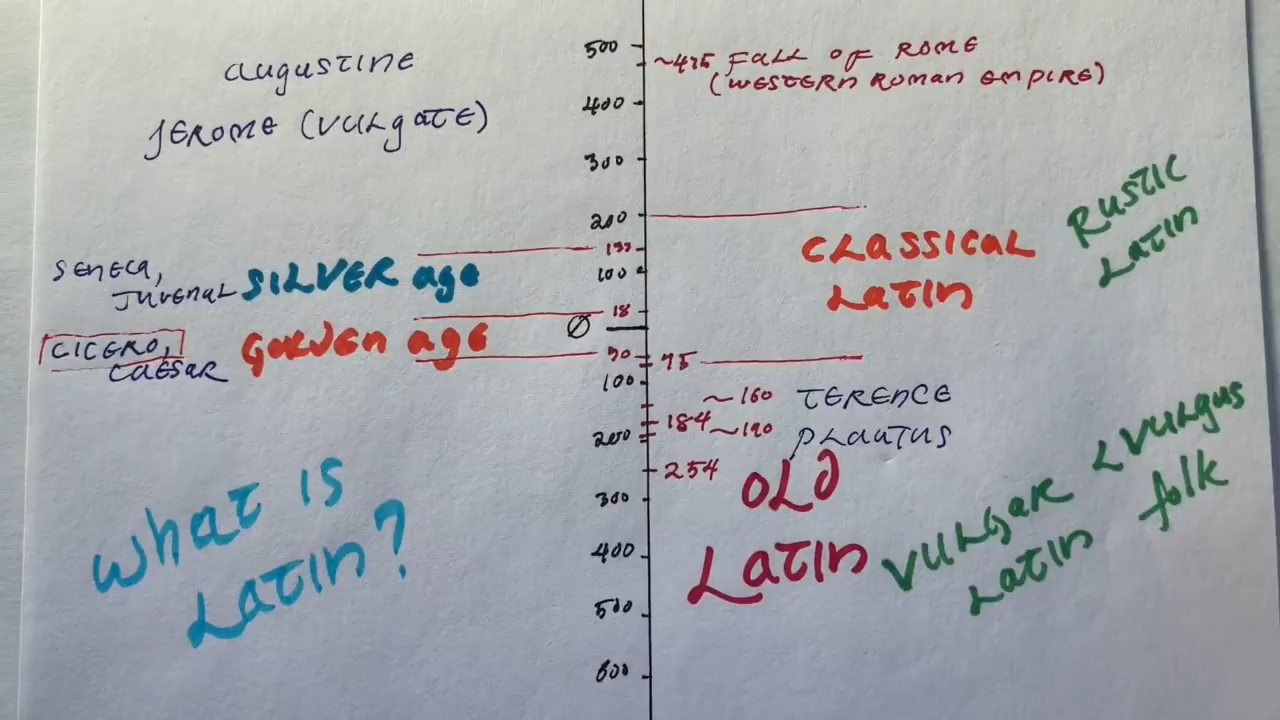 500
~475 FALL OF ROME
(WESTERN ROMAN EMPIRE)
AUGUSTINE
JEROME (VULGATE)
400
300
200
133
100
SENECA,
JUVENAL
SILVER AGE
18
CLASSICAL
LATIN
RUSTIC
LATIN
Ø
CICERO,
CAESAR
GOLDEN AGE
50
75
100
~160 TERENCE
184
~190 PLAUTUS
200
254
OLD
LATIN
300
400
500
600
VULGAR
LATIN
VULGUS
folk
WHAT IS
LATIN?